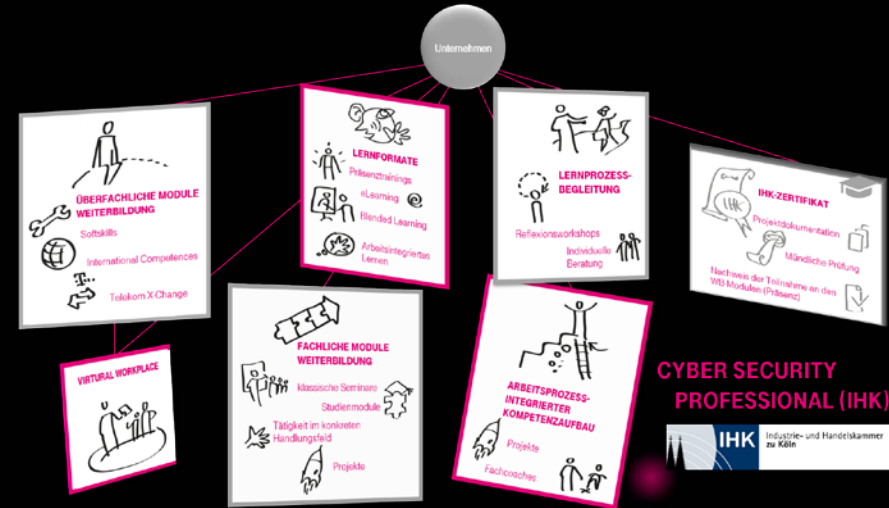 Unternehmen
ÜBERFACHLICHE MODULE
WEITERBILDUNG
Softskills
International Competences
T...
Telekom X-Change
LERNFORMATE
Präsenztrainings
eLearning
@
Blended Learning
Arbeitsintegriertes
Lernen
LERNPROZESS-
BEGLEITUNG
Reflexionsworkshops
Individuelle
Beratung
IHK-ZERTIFIKAT
IHK
Projektdokumentation
Mündliche Prüfung
Nachweis der Teilnahme an den
WB-Modulen (Präsenz)
VIRTURAL WORKPLACE
FACHLICHE MODULE
WEITERBILDUNG
klassische Seminare
Studienmodule
Tätigkeit im konkreten
Handlungsfeld
Projekte
ARBEITSPROZESS-
INTEGRIERTER
KOMPETENZAUFBAU
Projekte
Fachcoaches
CYBER SECURITY
PROFESSIONAL (IHK)
IHK
Industrie- und Handelskammer
zu Köln